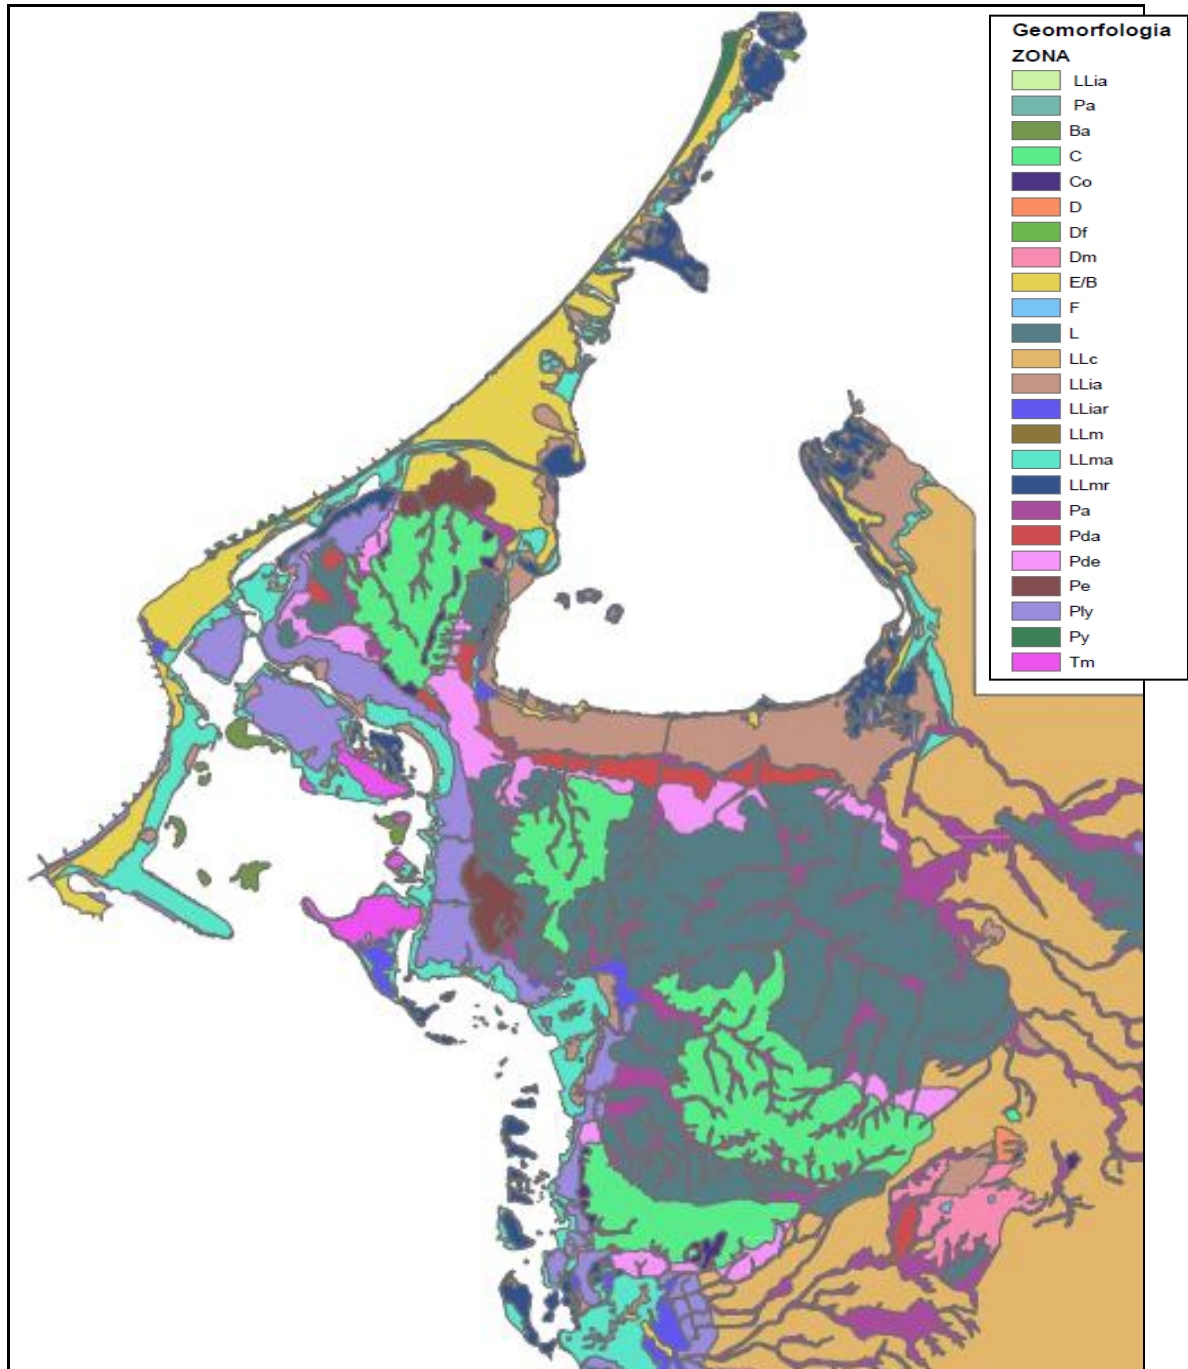 Geomorfologia
ZONA
LLia
Pa
Ba
C
Co
D
Df
Dm
E/B
F
L
LLc
LLia
LLiar
LLm
LLma
LLmr
Pa
Pda
Pde
Pe
Ply
Py
Tm